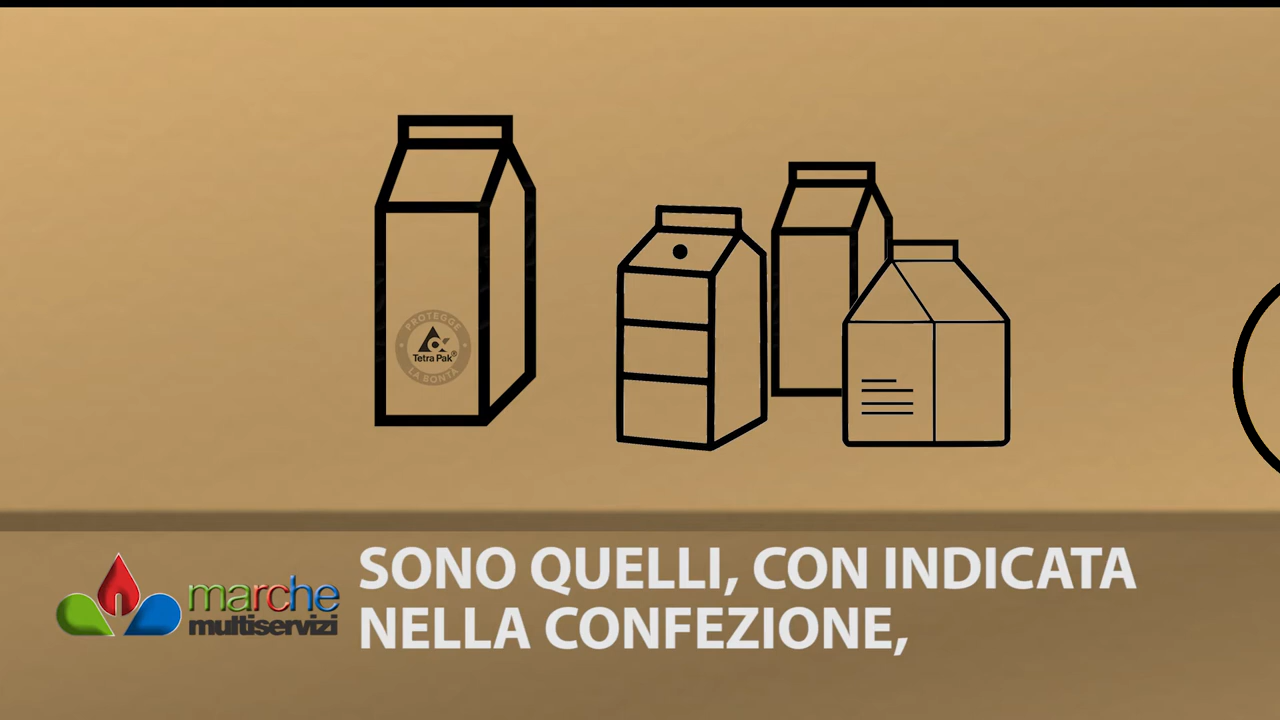 PROTEGGE
Tetra Pak®
LA BONTÀ
marche
multiservizi
SONO QUELLI, CON INDICATA
NELLA CONFEZIONE,